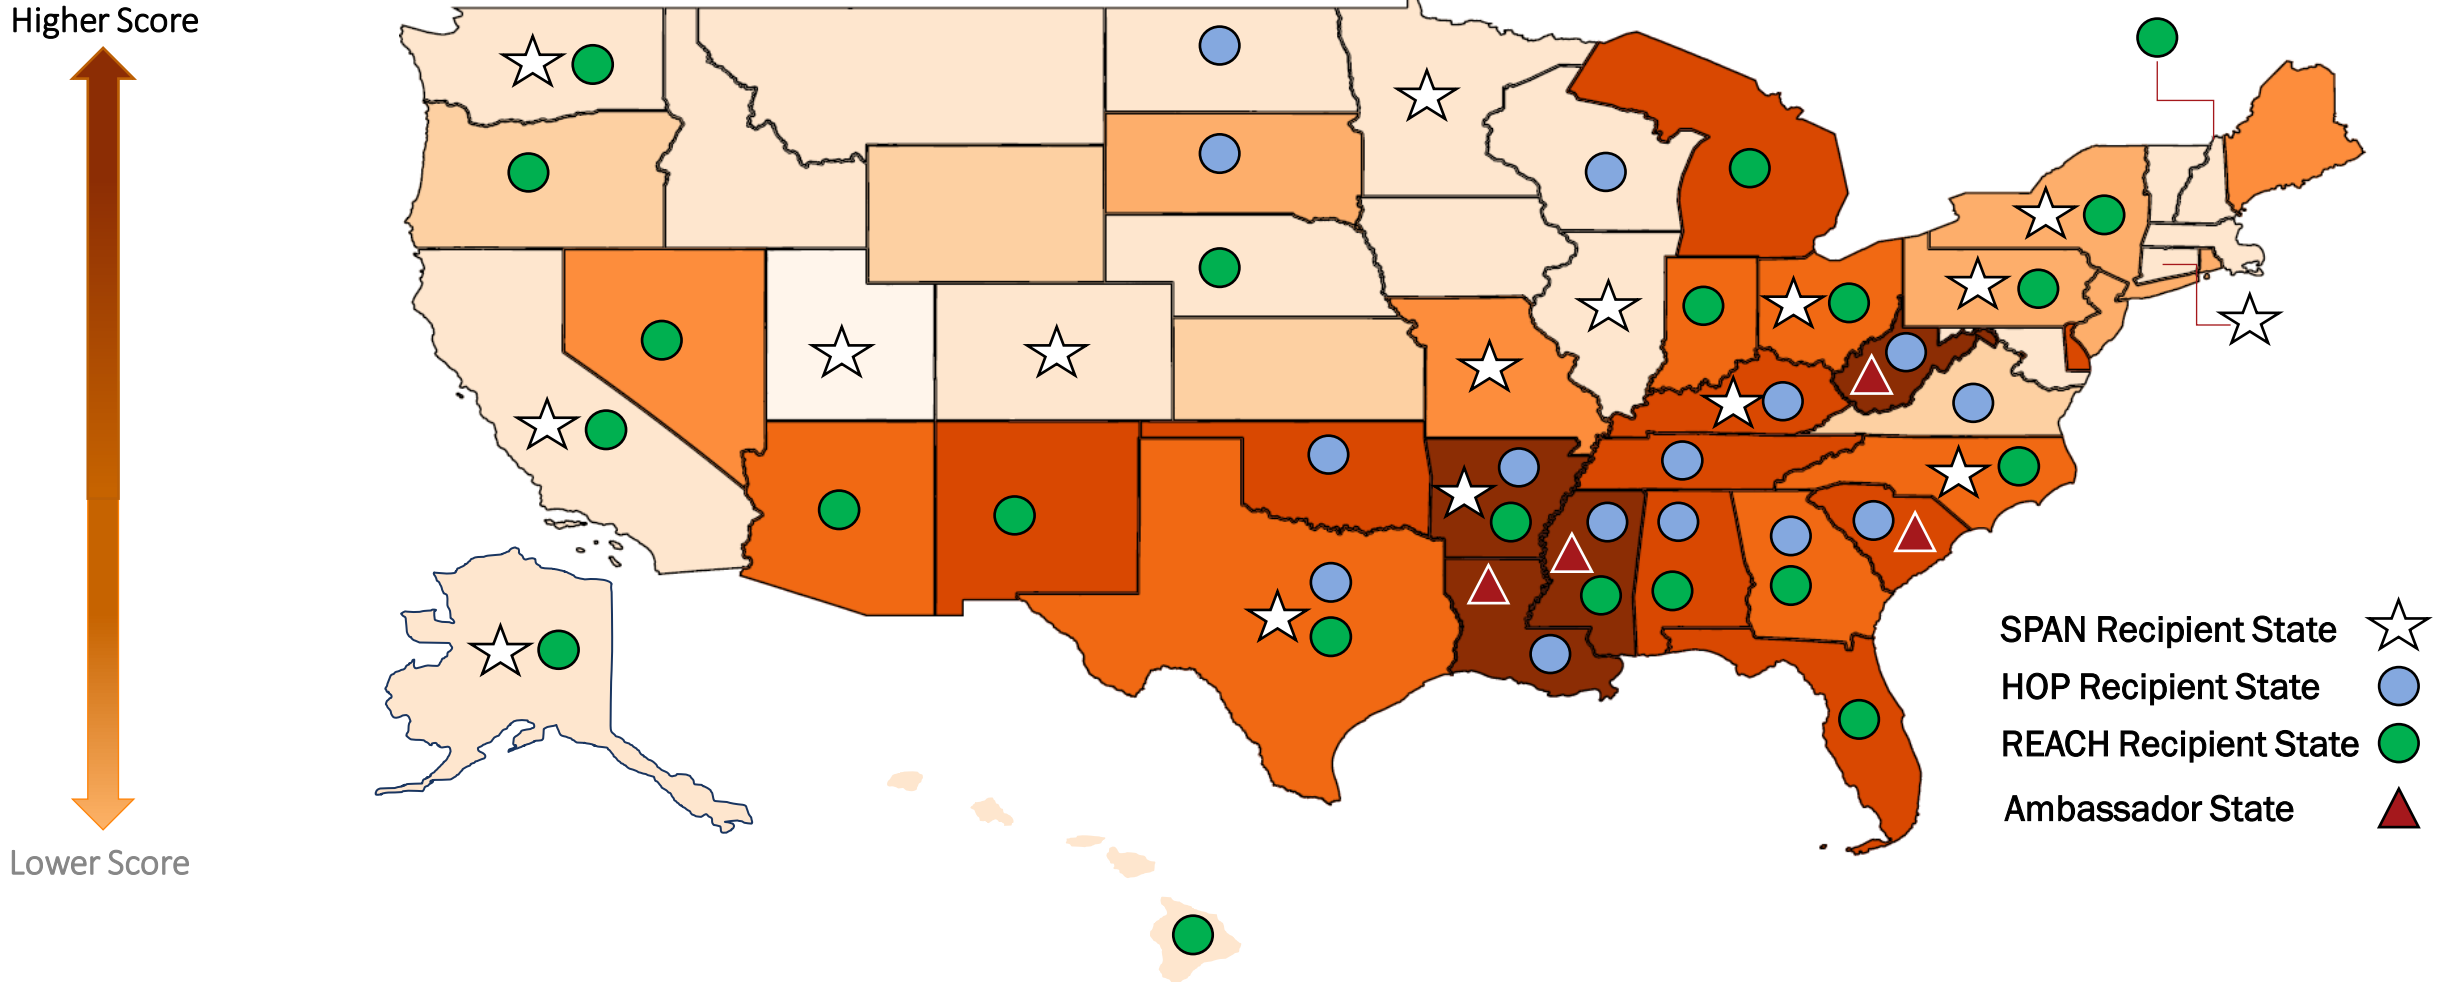 Higher Score
Lower Score
SPAN Recipient State
HOP Recipient State
REACH Recipient State
Ambassador State